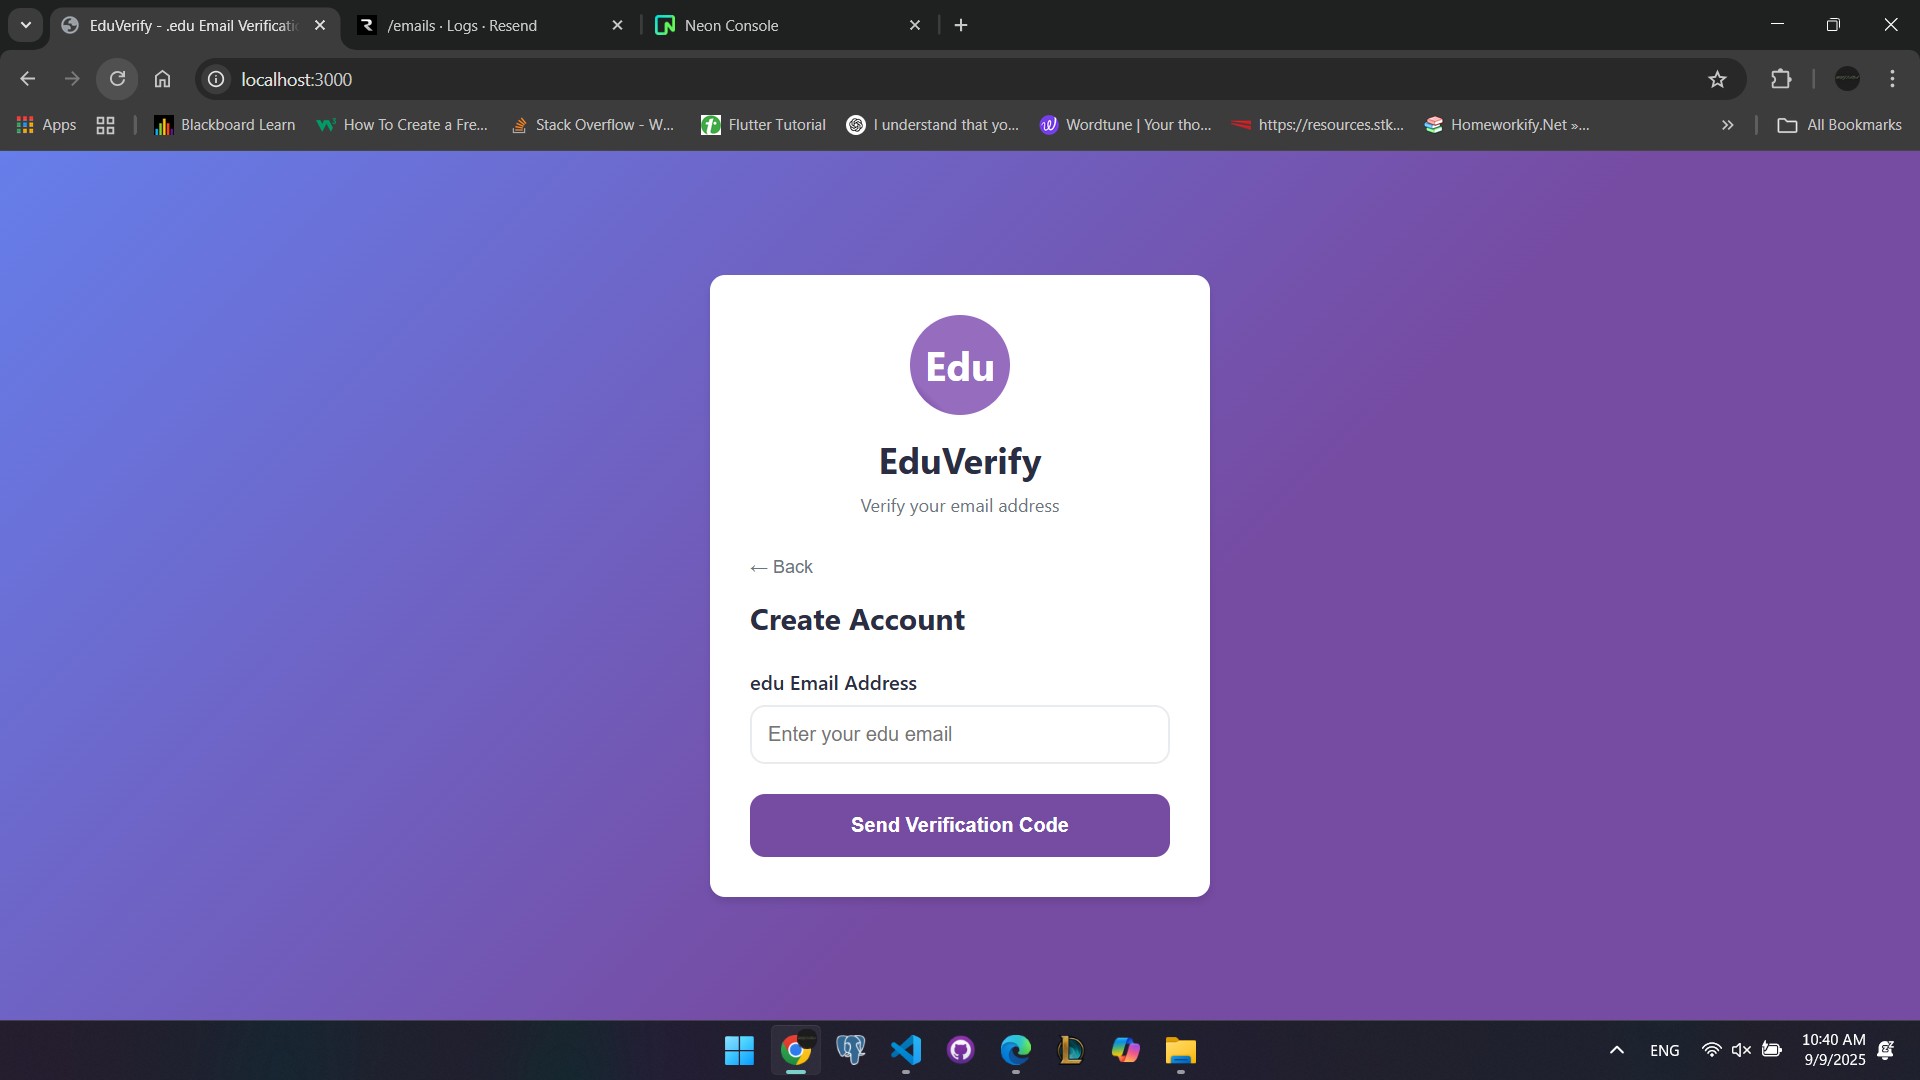 EduVerify - .edu Email Verificatio
/emails · Logs · Resend
Neon Console
localhost:3000
Apps
Blackboard Learn
How To Create a Fre...
Stack Overflow - W...
Flutter Tutorial
I understand that yo...
Wordtune | Your tho...
https://resources.stk...
Homeworkify.Net »...
»
All Bookmarks
Edu
EduVerify
Verify your email address
← Back
Create Account
edu Email Address
Enter your edu email
Send Verification Code
ENG
10:40 AM
9/9/2025